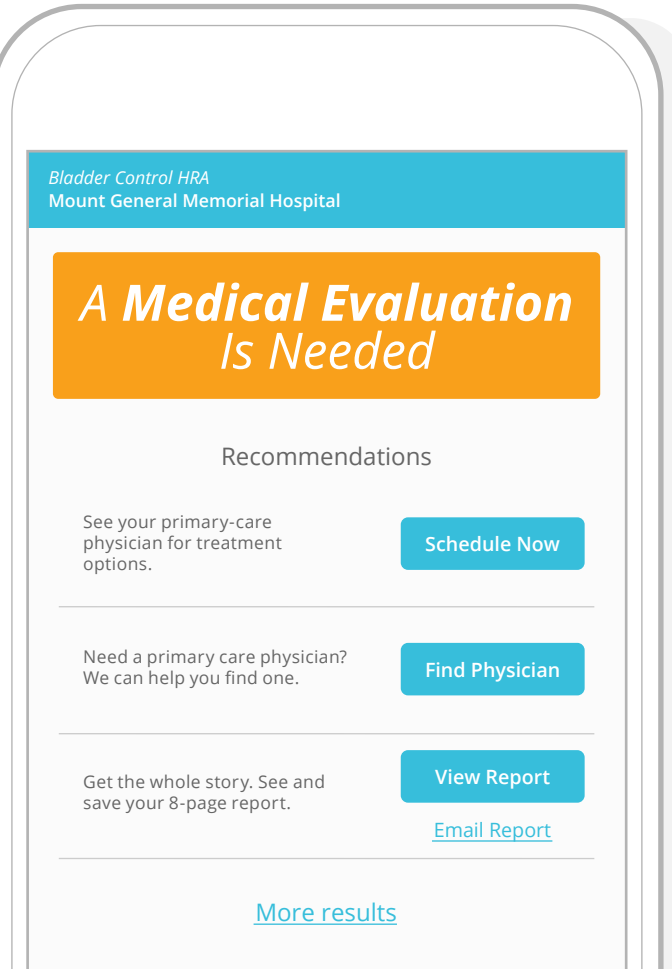 Bladder Control HRA
Mount General Memorial Hospital
A Medical Evaluation
Is Needed
Recommendations
See your primary-care
physician for treatment
options.
Schedule Now
Need a primary care physician?
We can help you find one.
Find Physician
Get the whole story. See and
save your 8-page report.
View Report
Email Report
More results